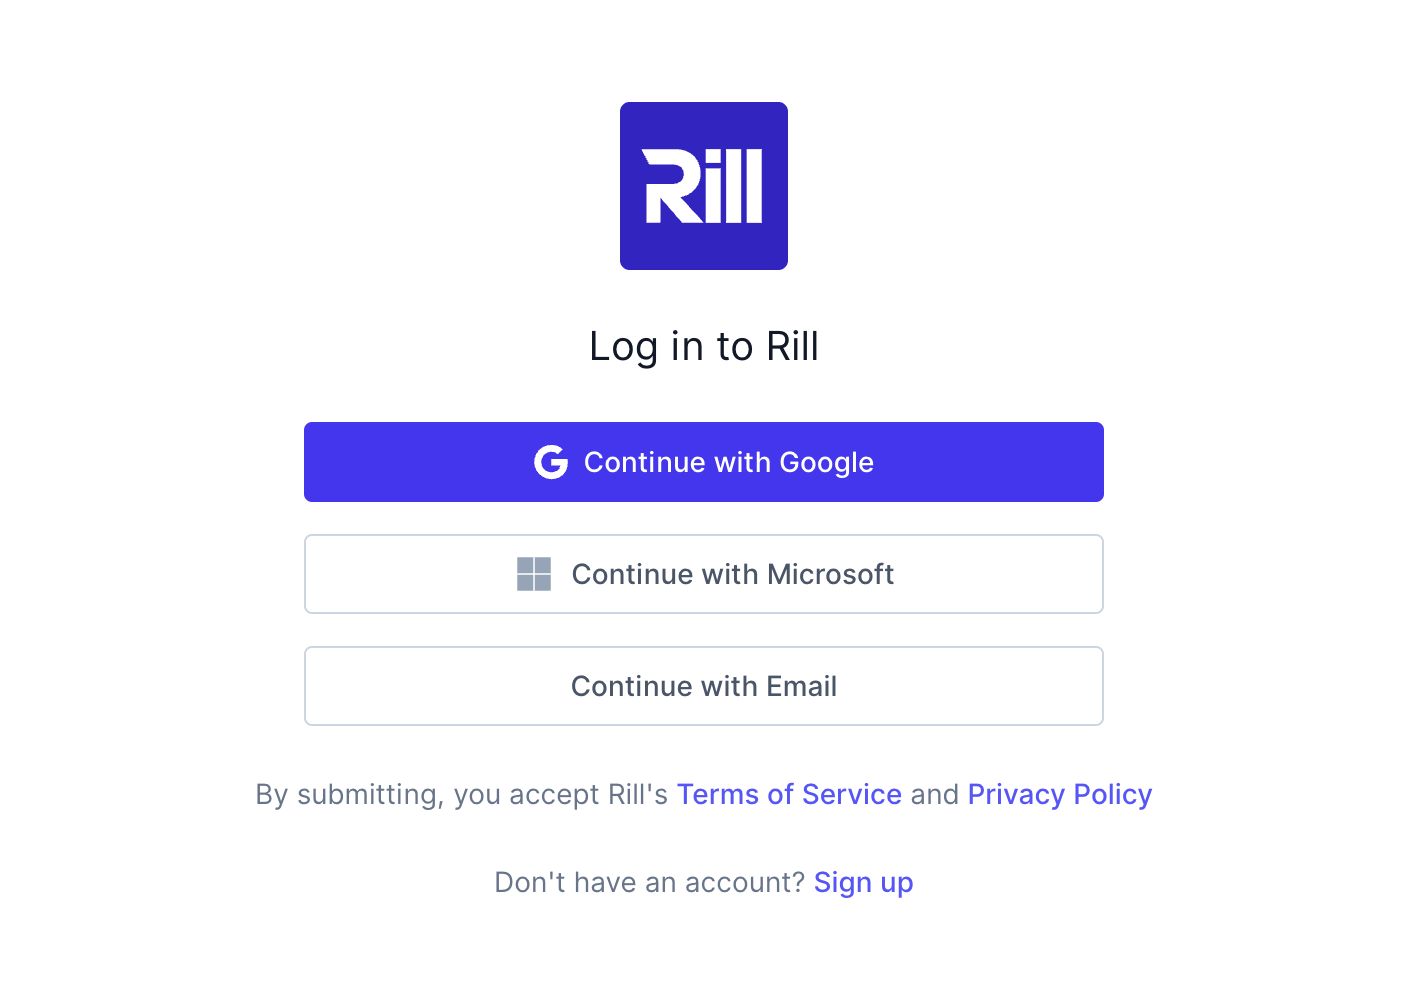 Rill
Log in to Rill
Continue with Google
Continue with Microsoft
Continue with Email
By submitting, you accept Rill's Terms of Service and Privacy Policy
Don't have an account? Sign up